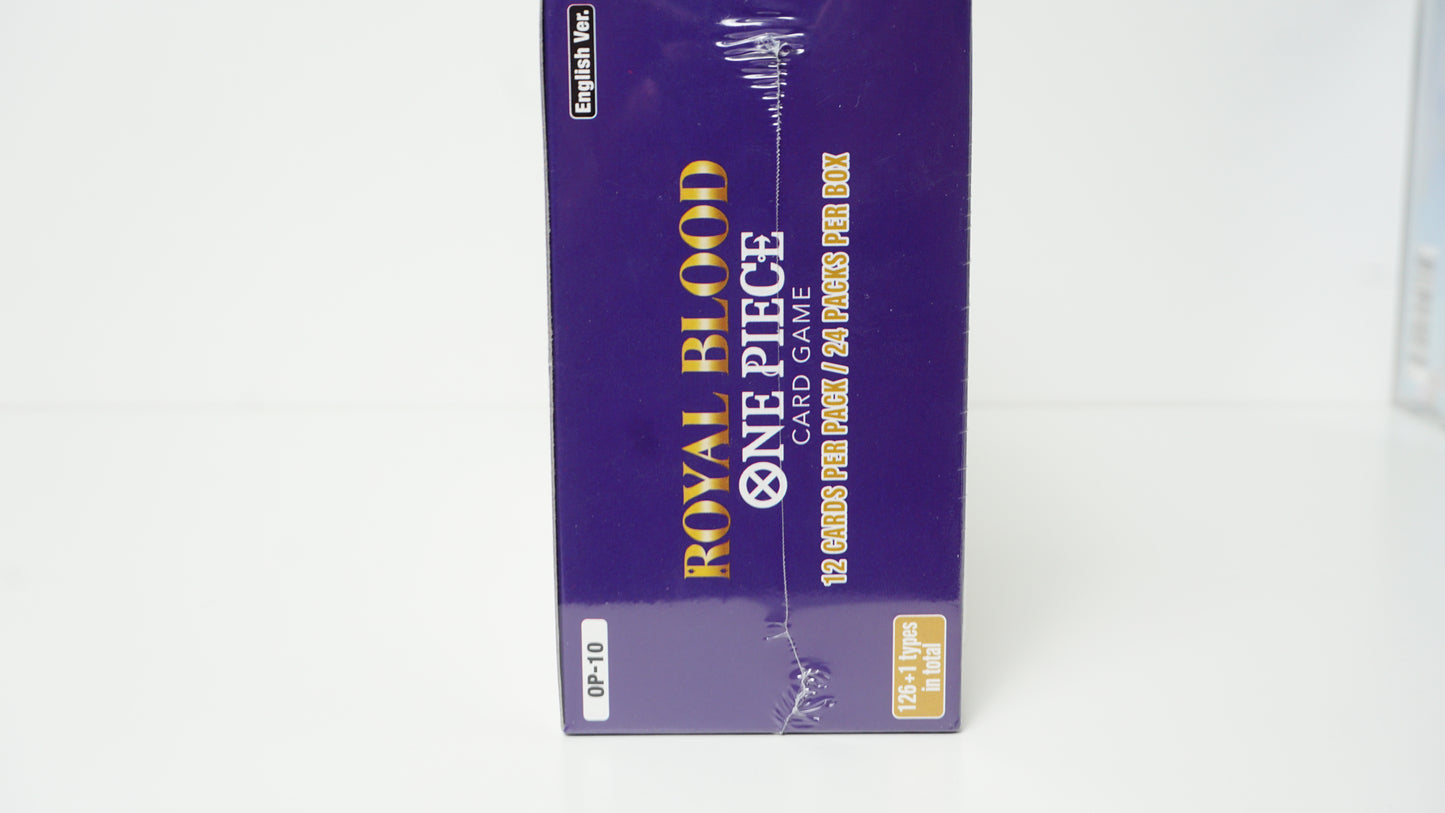 English Ver.
ROYAL BLOOD
ONE PIECE
CARD GAME
12 CARDS PER PACK / 24 PACKS PER BOX
OP-10
126+1 types
in total